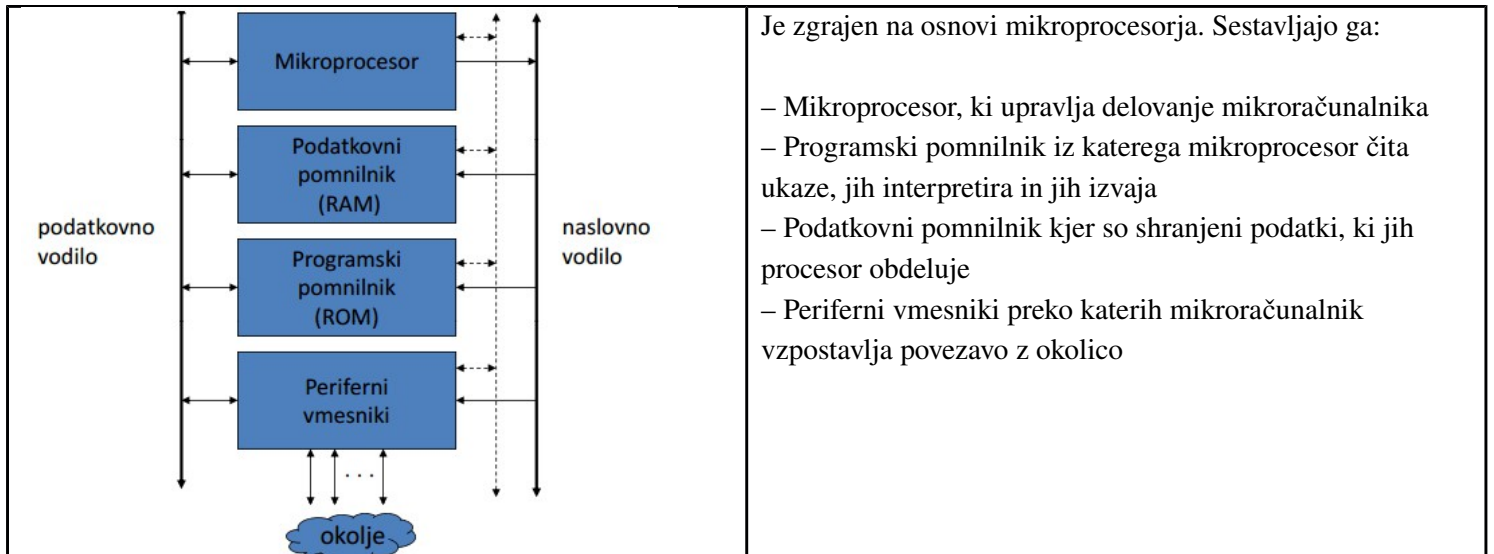 Mikroprocesor
Podatkovni
pomnilnik
(RAM)
podatkovno
vodilo
naslovno
vodilo
Programski
pomnilnik
(ROM)
Periferni
vmesniki
. . .
okolje
Je zgrajen na osnovi mikroprocesorja. Sestavljajo ga:
– Mikroprocesor, ki upravlja delovanje mikroračunalnika
– Programski pomnilnik iz katerega mikroprocesor čita
ukaze, jih interpretira in jih izvaja
– Podatkovni pomnilnik kjer so shranjeni podatki, ki jih
procesor obdeluje
– Periferni vmesniki preko katerih mikroračunalnik
vzpostavlja povezavo z okolico